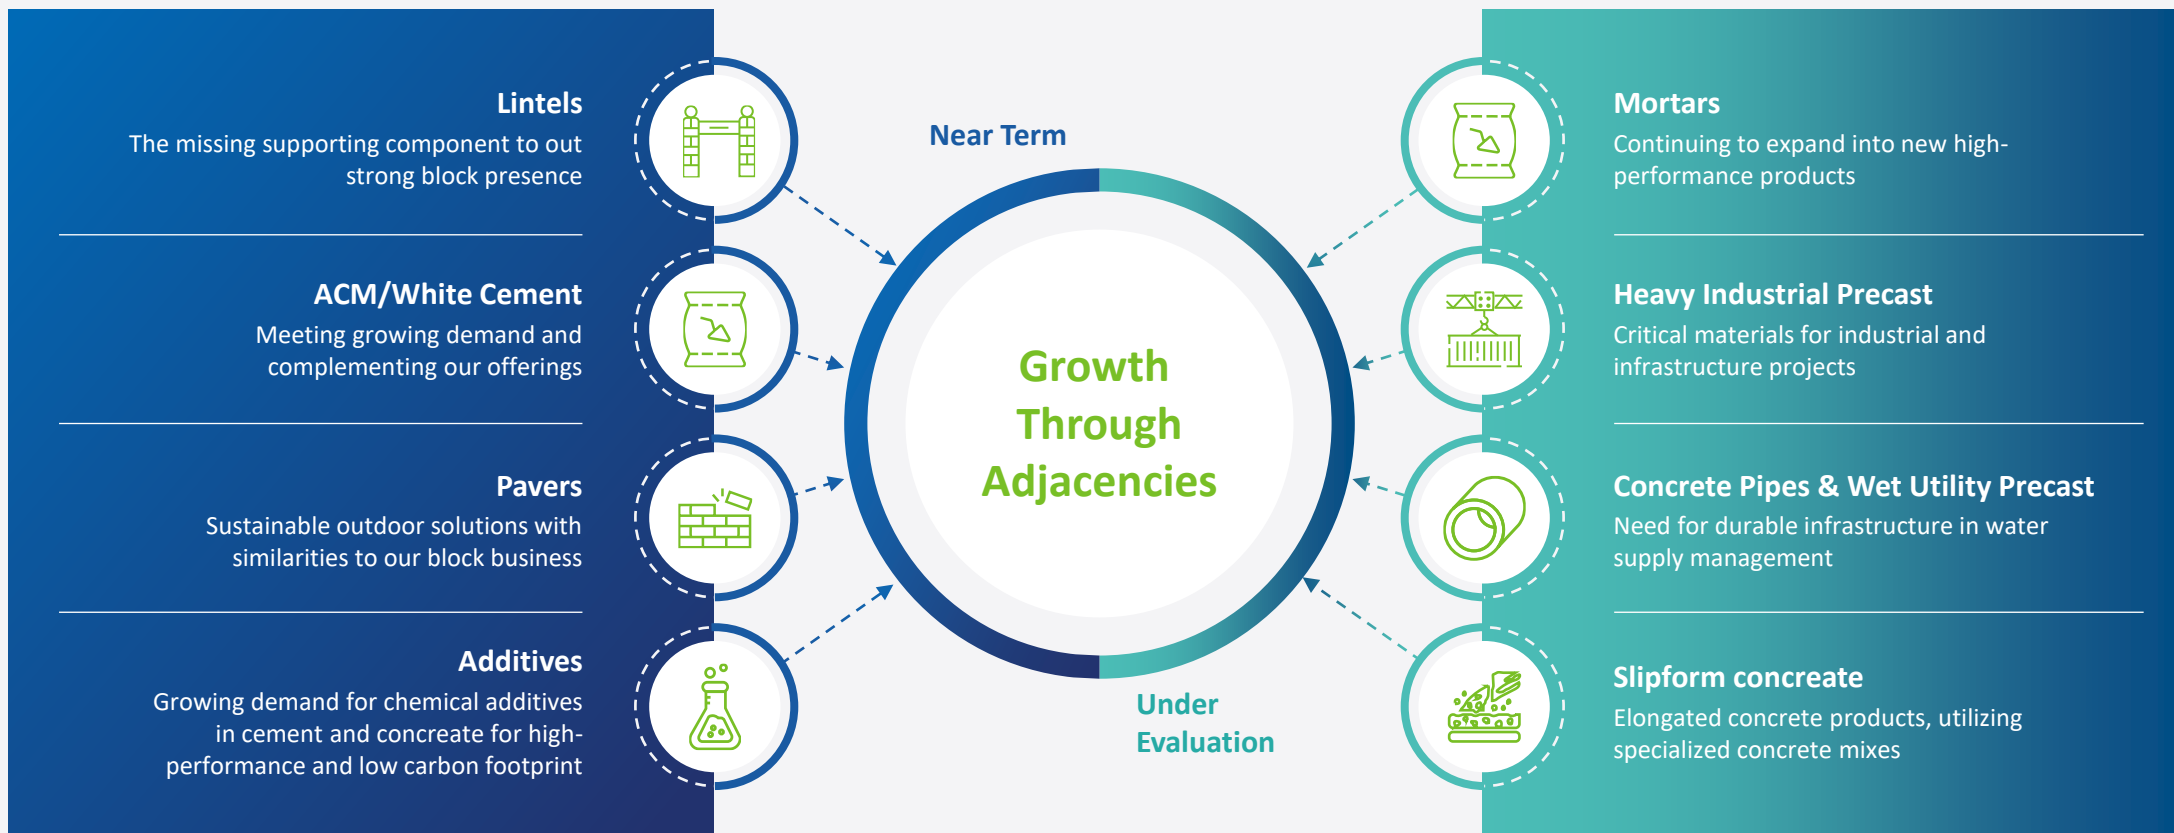 Lintels
The missing supporting component to out
strong block presence
ACM/White Cement
Meeting growing demand and
complementing our offerings
Pavers
Sustainable outdoor solutions with
similarities to our block business
Additives
Growing demand for chemical additives
in cement and concreate for high-
performance and low carbon footprint
Near Term
Growth
Through
Adjacencies
Under
Evaluation
Mortars
Continuing to expand into new high-
performance products
Heavy Industrial Precast
Critical materials for industrial and
infrastructure projects
Concrete Pipes & Wet Utility Precast
Need for durable infrastructure in water
supply management
Slipform concreate
Elongated concrete products, utilizing
specialized concrete mixes